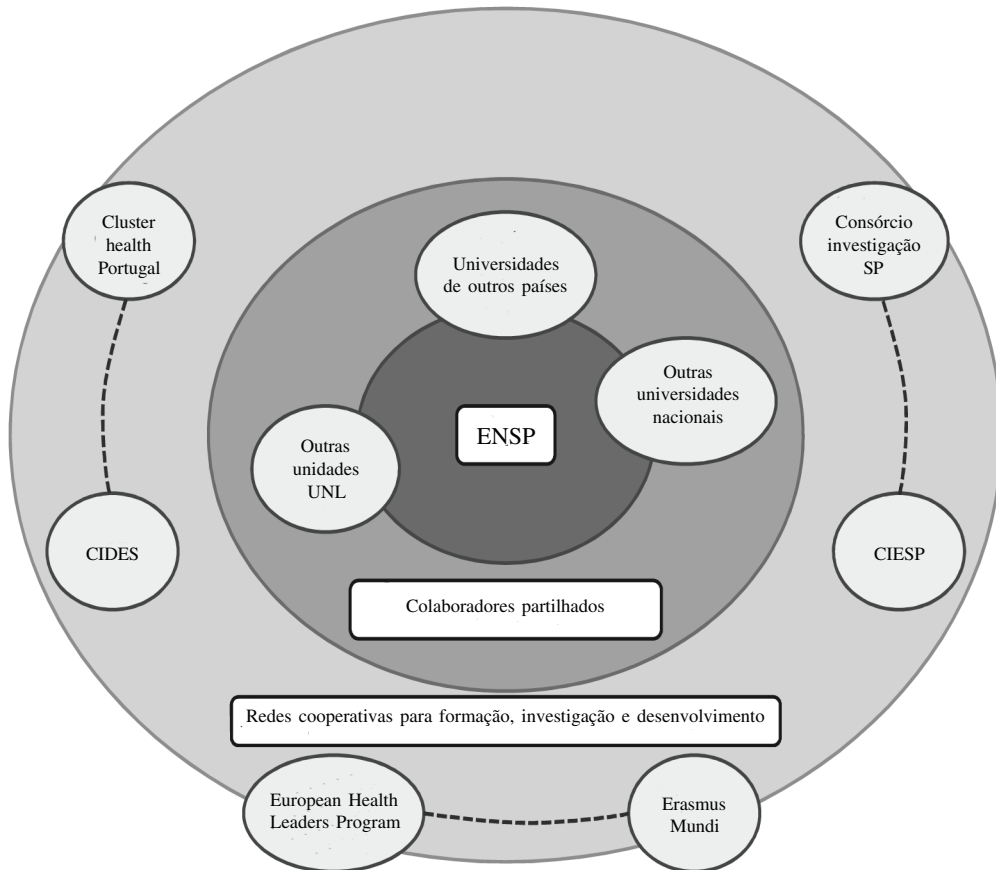 Cluster
health
Portugal
Consórcio
investigação
SP
Universidades
de outros países
Outras
universidades
nacionais
ENSP
Outras
unidades
UNL
CIDES
CIESP
Colaboradores partilhados
Redes cooperativas para formação, investigação e desenvolvimento
European Health
Leaders Program
Erasmus
Mundi